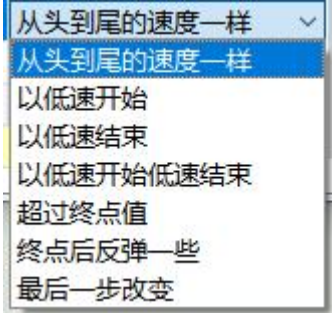 从头到尾的速度一样
从头到尾的速度一样
以低速开始
以低速结束
以低速开始低速结束
超过终点值
终点后反弹一些
最后一步改变